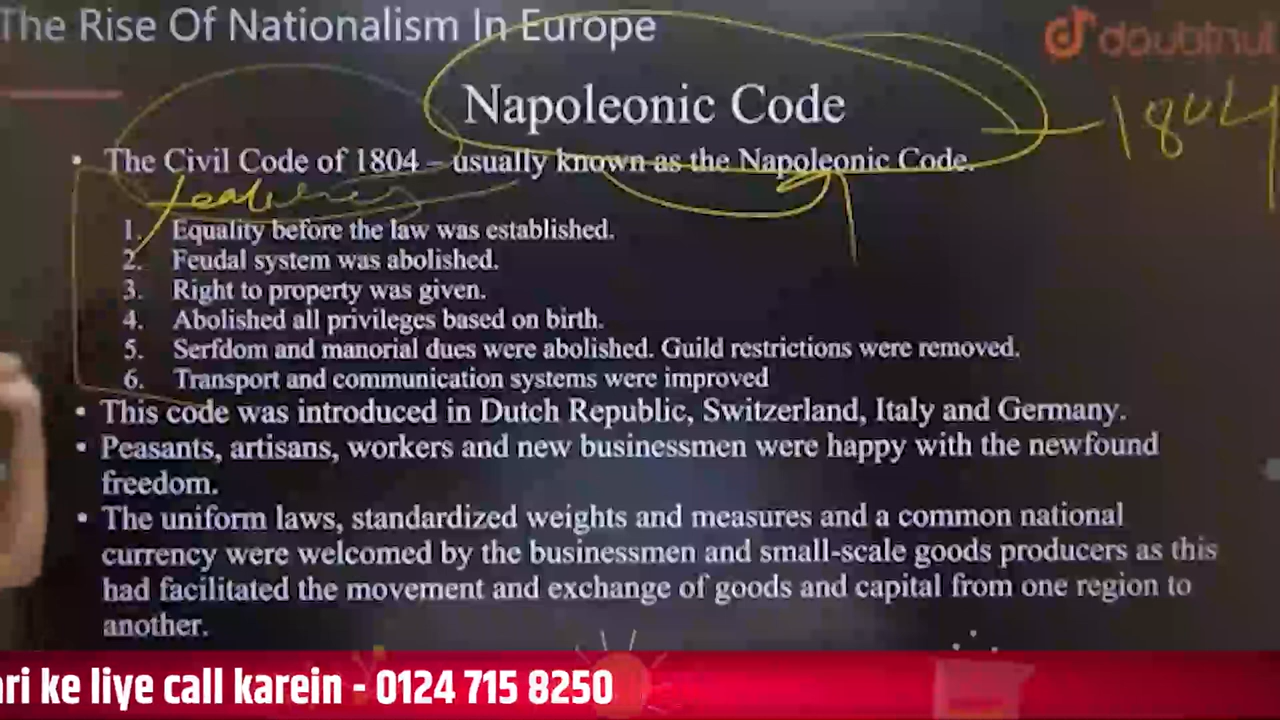 The Rise Of Nationalism In Europe
doubtnut
Napoleonic Code
1804
• The Civil Code of 1804 – usually known as the Napoleonic Code.
features
1. Equality before the law was established.
2. Feudal system was abolished.
3. Right to property was given.
4. Abolished all privileges based on birth.
5. Serfdom and manorial dues were abolished. Guild restrictions were removed.
6. Transport and communication systems were improved
• This code was introduced in Dutch Republic, Switzerland, Italy and Germany.
• Peasants, artisans, workers and new businessmen were happy with the newfound
freedom.
• The uniform laws, standardized weights and measures and a common national
currency were welcomed by the businessmen and small-scale goods producers as this
had facilitated the movement and exchange of goods and capital from one region to
another.
ari ke liye call karein - 0124 715 8250